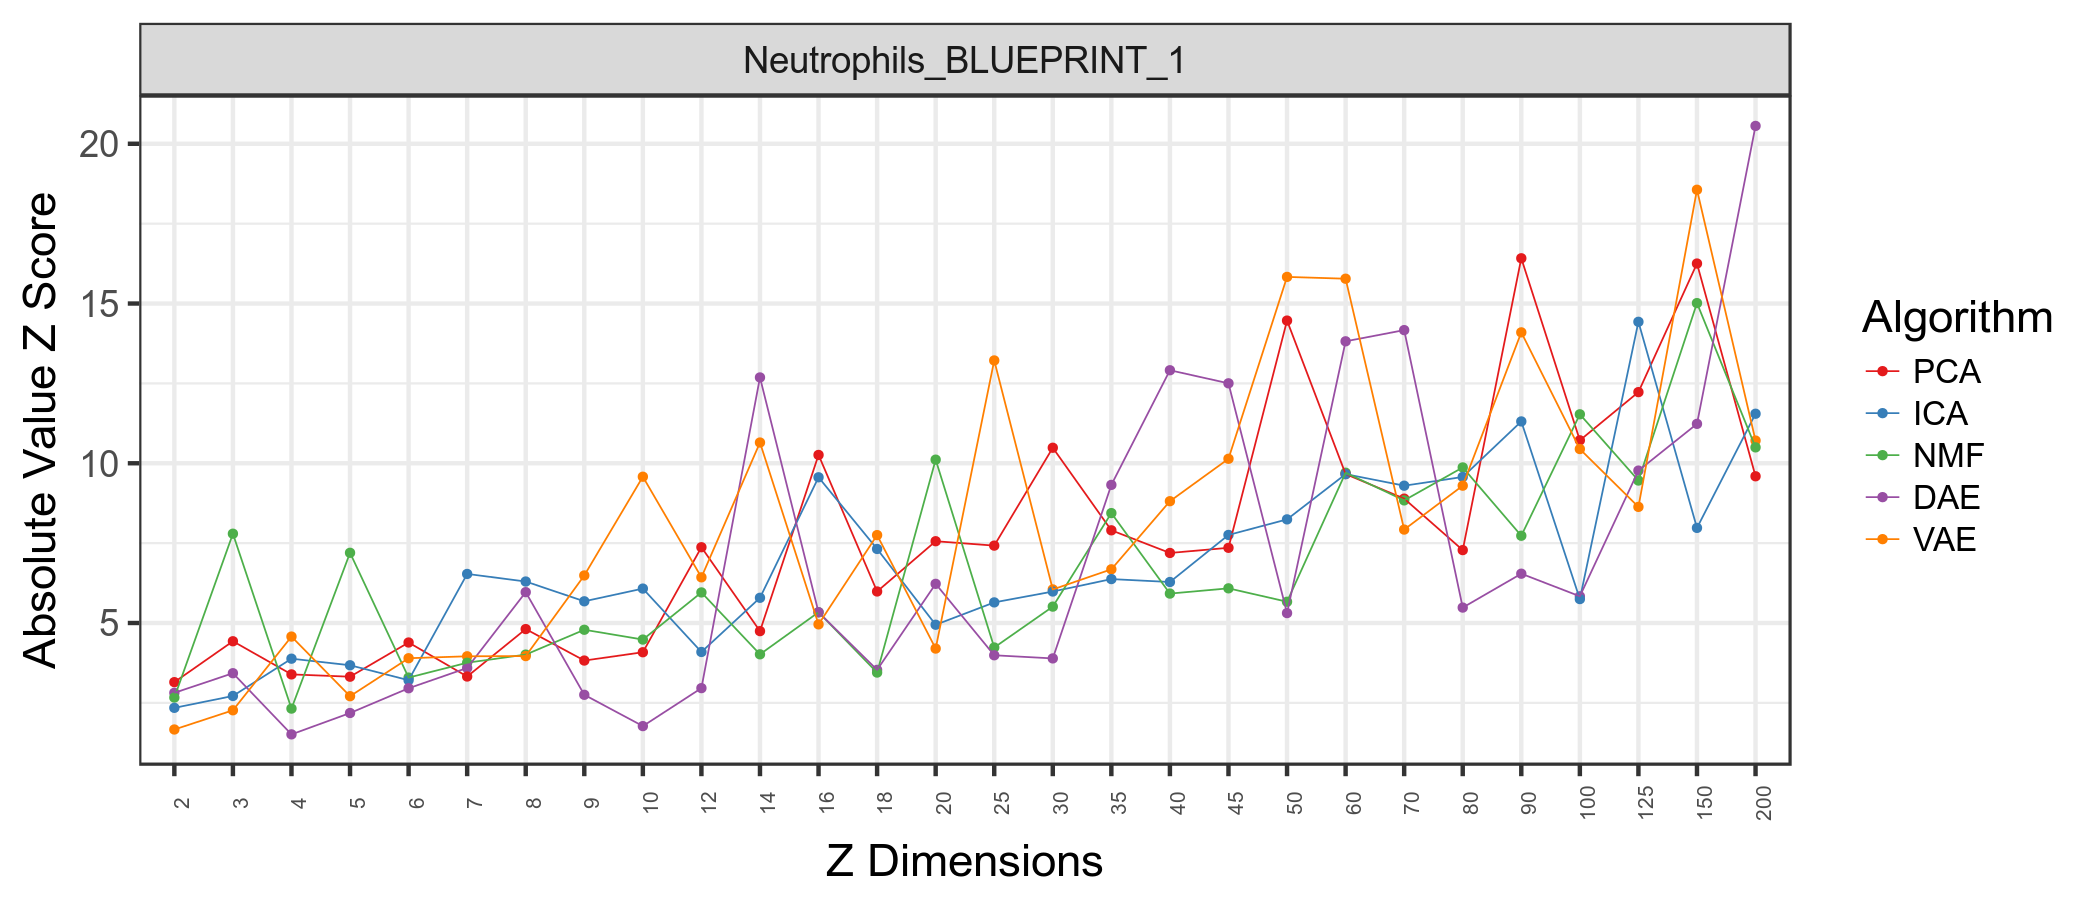 Neutrophils_BLUEPRINT_1
Absolute Value Z Score
20
15
10
5
2 3 4 5 6 7 8 9 10 12 14 16 18 20 25 30 35 40 45 50 60 70 80 90 100 125 150 200
Z Dimensions
Algorithm
PCA
ICA
NMF
DAE
VAE